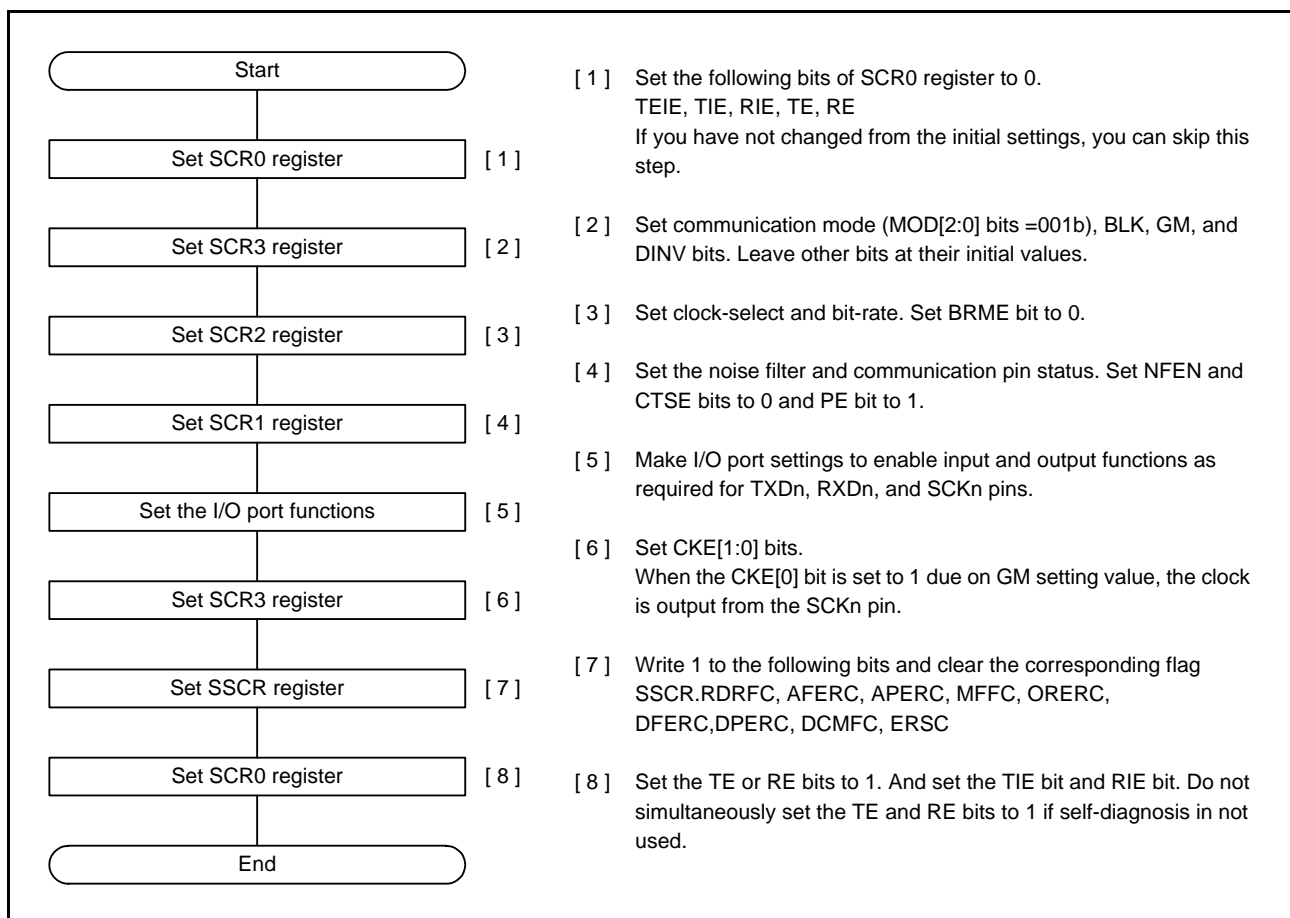 Start
Set SCR0 register [ 1 ]
Set SCR3 register [ 2 ]
Set SCR2 register [ 3 ]
Set SCR1 register [ 4 ]
Set the I/O port functions [ 5 ]
Set SCR3 register [ 6 ]
Set SSCR register [ 7 ]
Set SCR0 register [ 8 ]
End
[ 1 ] Set the following bits of SCR0 register to 0.
TEIE, TIE, RIE, TE, RE
If you have not changed from the initial settings, you can skip this
step.
[ 2 ] Set communication mode (MOD[2:0] bits =001b), BLK, GM, and
DINV bits. Leave other bits at their initial values.
[ 3 ] Set clock-select and bit-rate. Set BRME bit to 0.
[ 4 ] Set the noise filter and communication pin status. Set NFEN and
CTSE bits to 0 and PE bit to 1.
[ 5 ] Make I/O port settings to enable input and output functions as
required for TXDn, RXDn, and SCKn pins.
[ 6 ] Set CKE[1:0] bits.
When the CKE[0] bit is set to 1 due on GM setting value, the clock
is output from the SCKn pin.
[ 7 ] Write 1 to the following bits and clear the corresponding flag
SSCR.RDRFC, AFERC, APERC, MFFC, ORERC,
DFERC,DPERC, DCMFC, ERSC
[ 8 ] Set the TE or RE bits to 1. And set the TIE bit and RIE bit. Do not
simultaneously set the TE and RE bits to 1 if self-diagnosis in not
used.